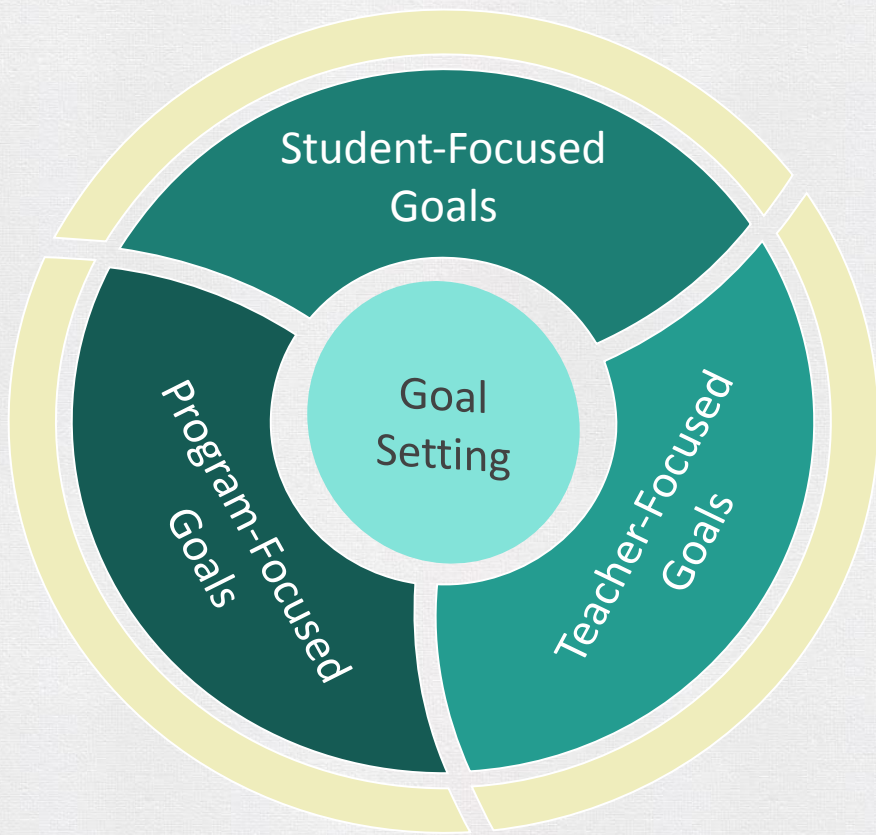 Student-Focused
Goals
Goal
Setting
Teacher-Focused
Goals
Program-Focused
Goals